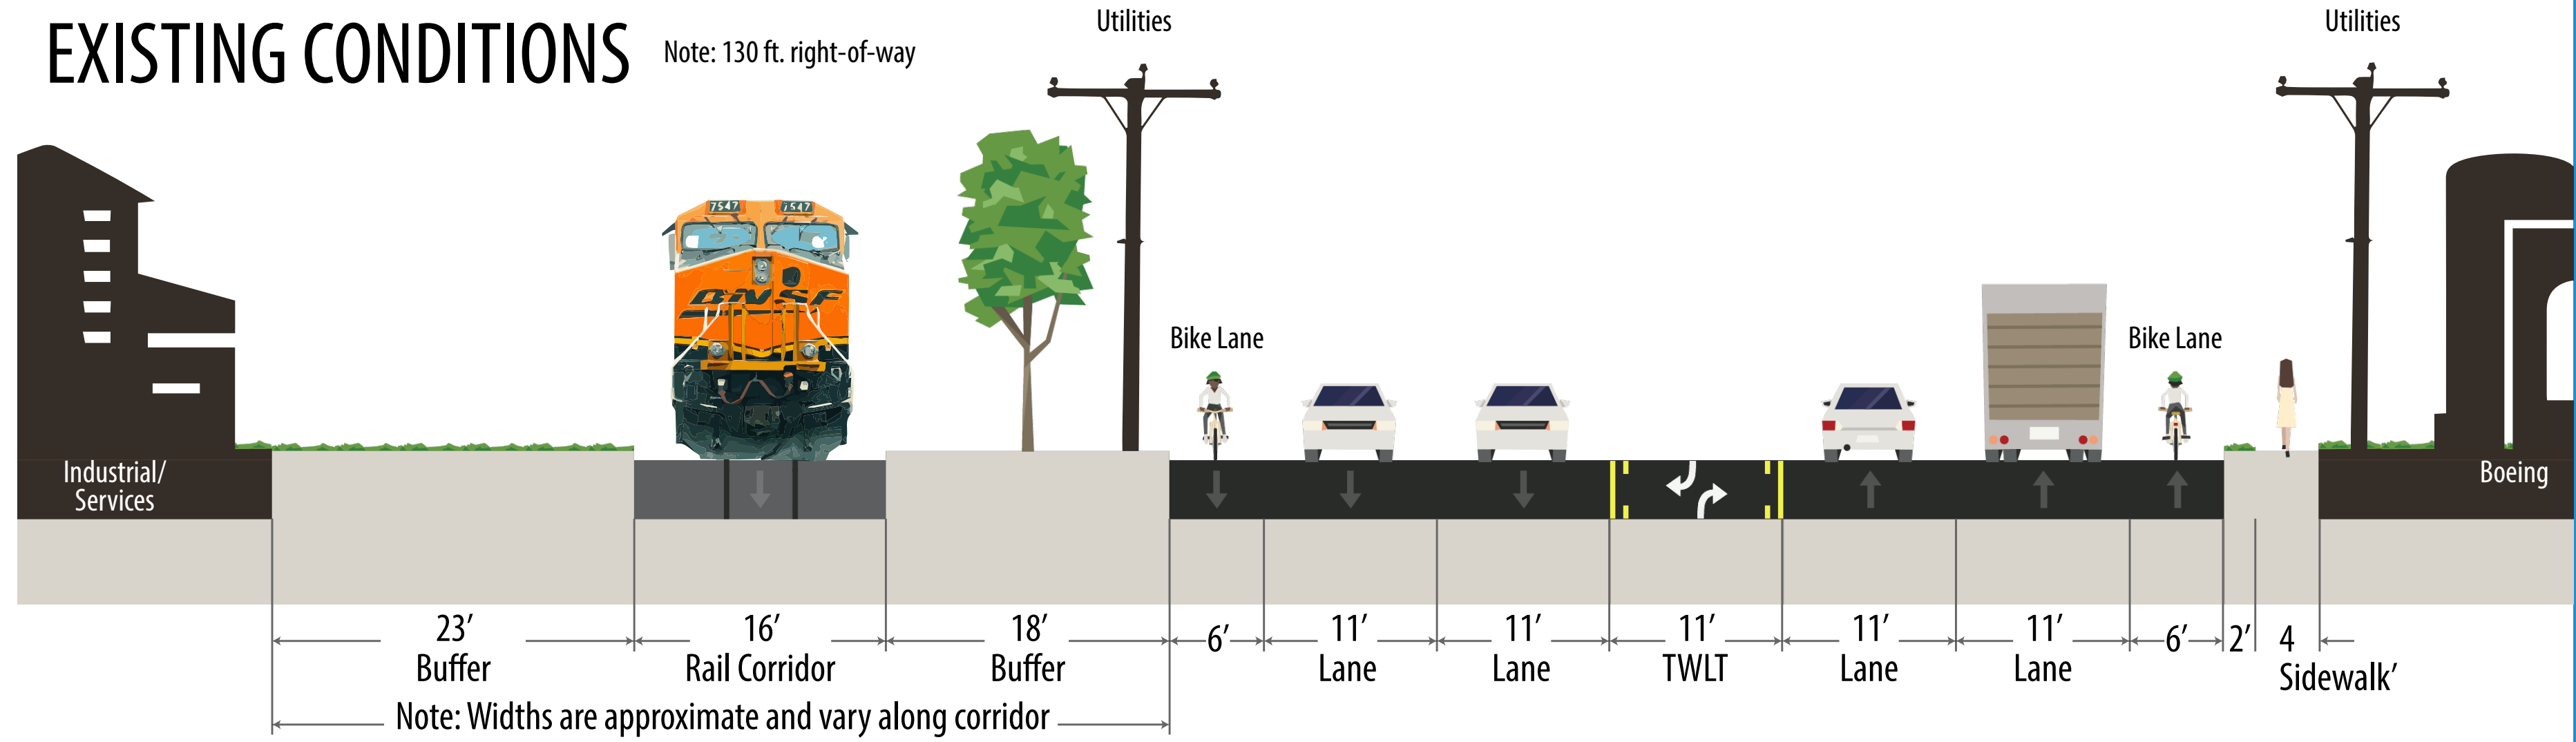 EXISTING CONDITIONS
Note: 130 ft. right-of-way
Utilities
Utilities
7547
7547
BNSF
Bike Lane
Bike Lane
Industrial/
Services
Boeing
23′
16′
18′
6′
11′
11′
11′
11′
11′
6′
2′
4
Buffer
Rail Corridor
Buffer
Lane
Lane
TWLT
Lane
Lane
Sidewalk′
Note: Widths are approximate and vary along corridor